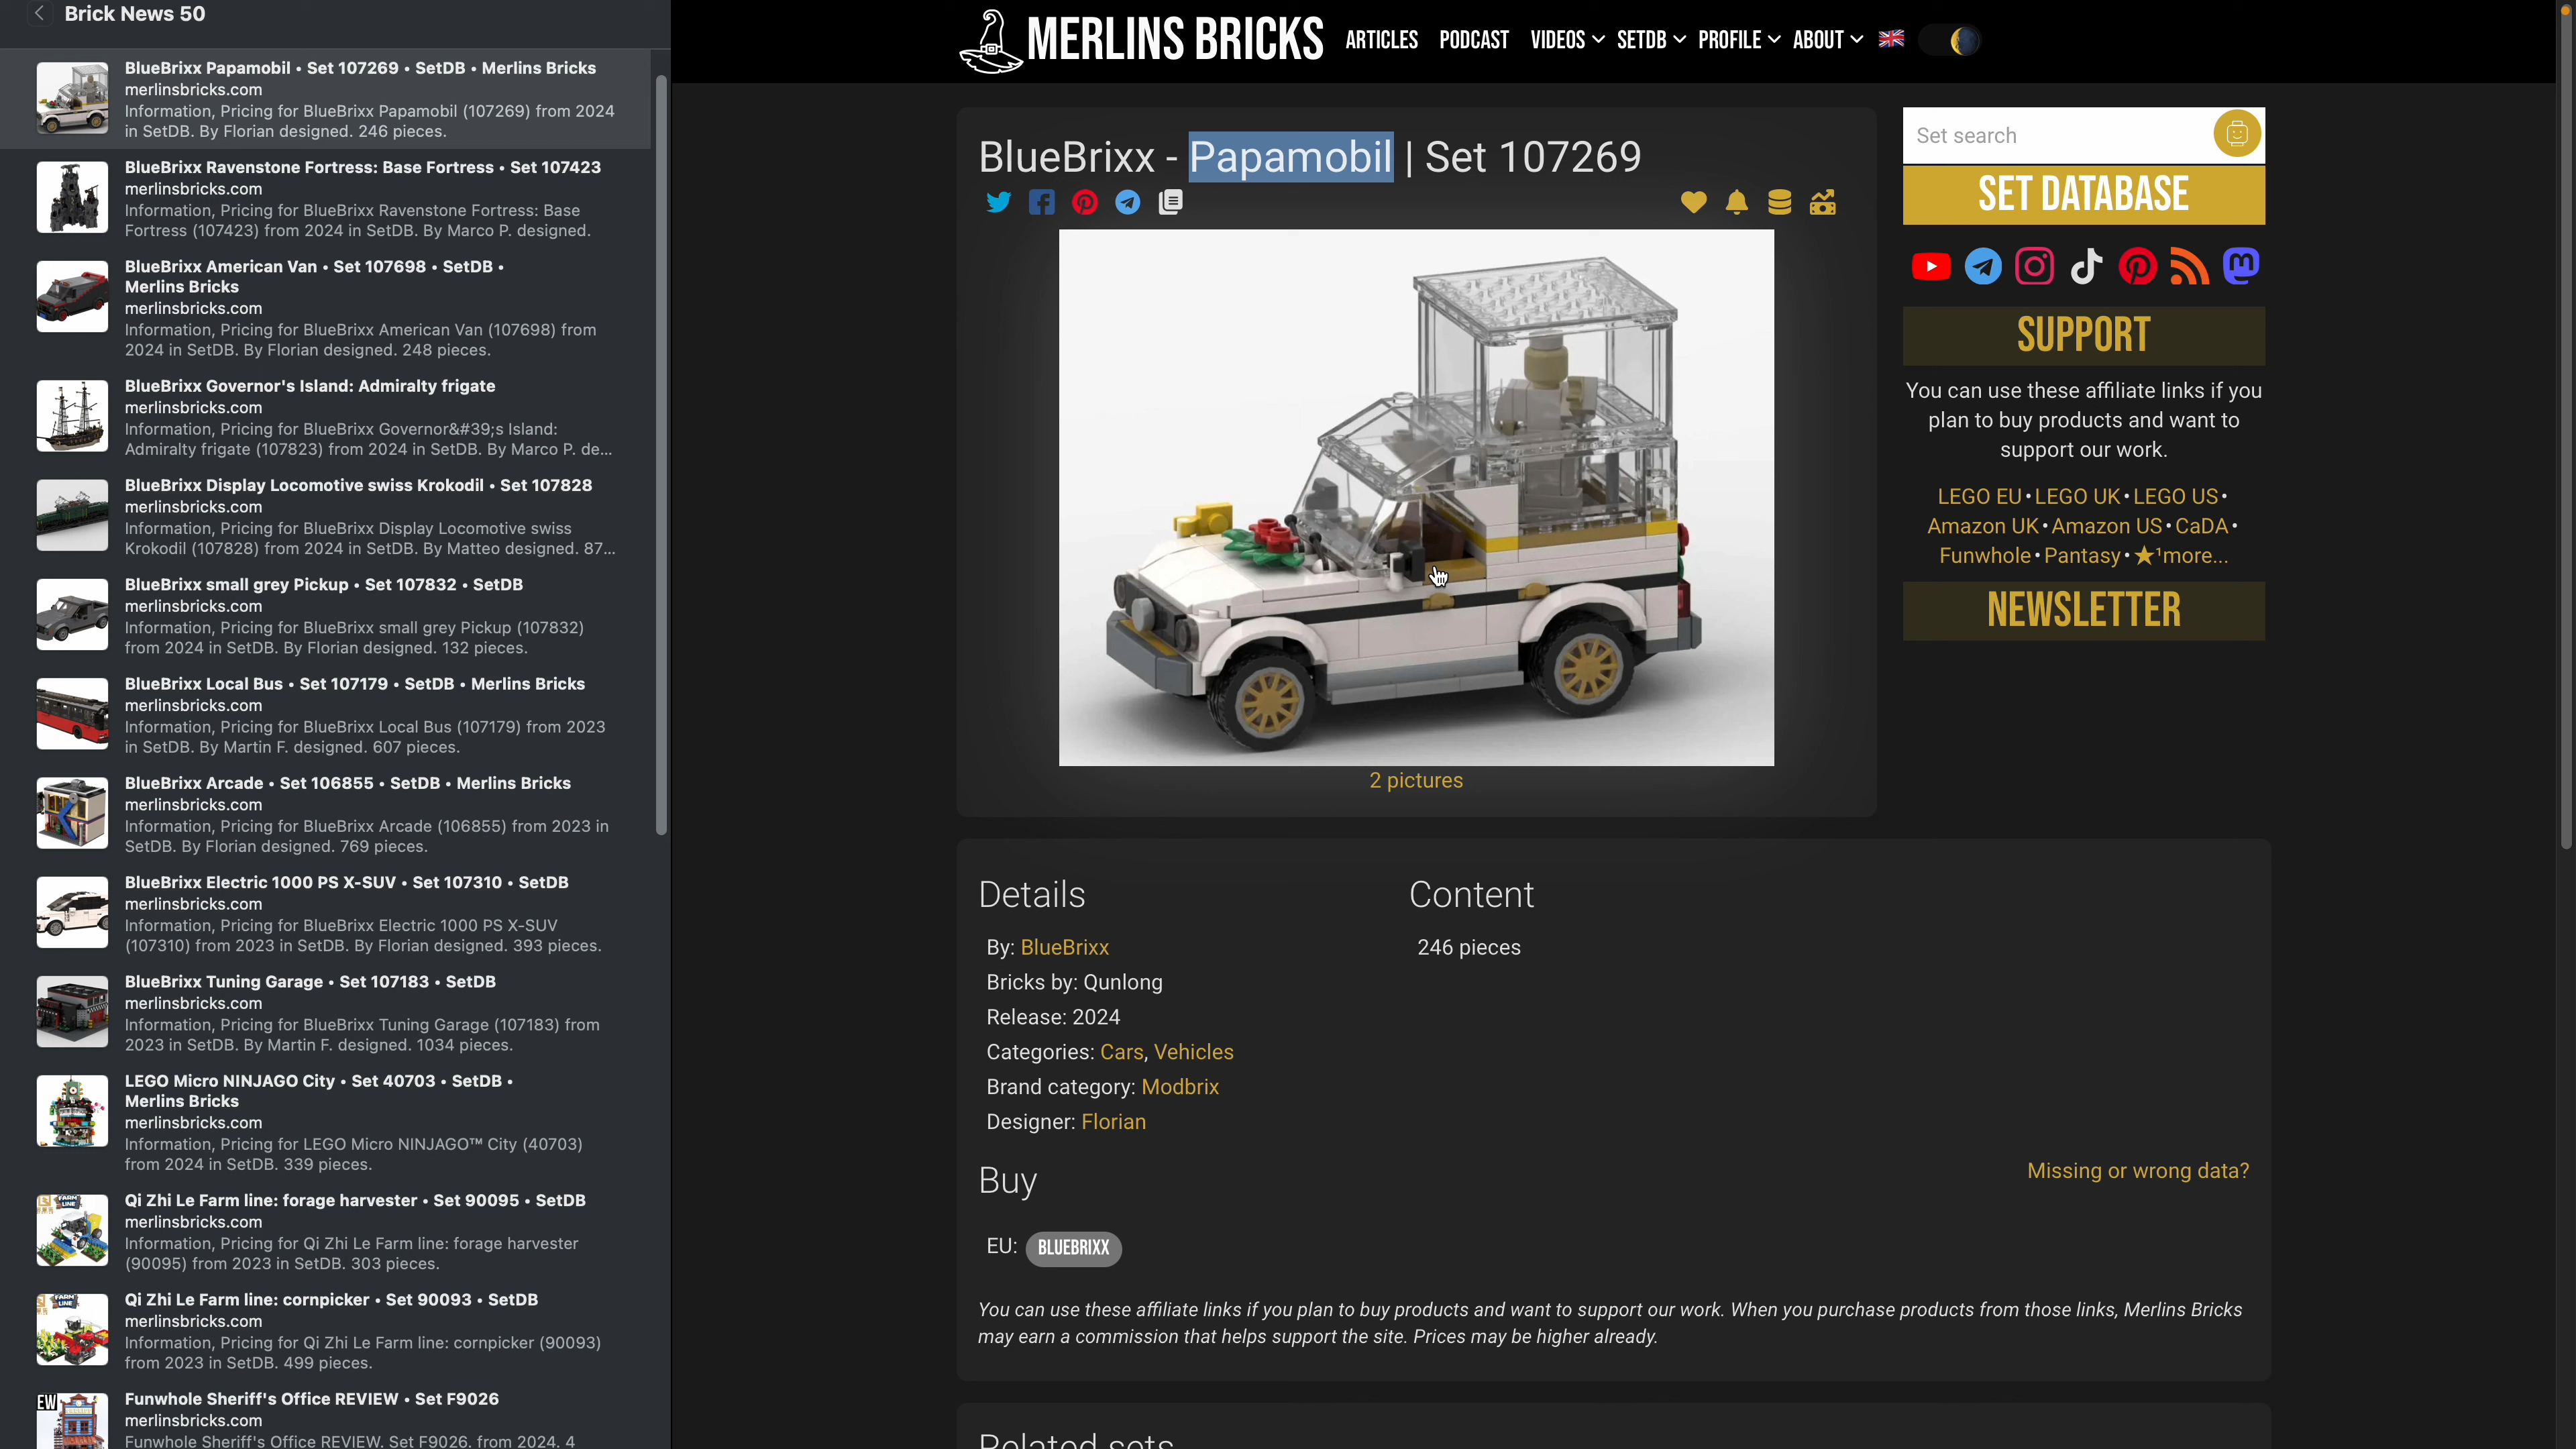 Brick News 50
BlueBrixx Papamobil • Set 107269 • SetDB • Merlins Bricks
merlinsbricks.com
Information, Pricing for BlueBrixx Papamobil (107269) from 2024
in SetDB. By Florian designed. 246 pieces.
BlueBrixx Ravenstone Fortress: Base Fortress • Set 107423
merlinsbricks.com
Information, Pricing for BlueBrixx Ravenstone Fortress: Base
Fortress (107423) from 2024 in SetDB. By Marco P. designed.
BlueBrixx American Van • Set 107698 • SetDB •
Merlins Bricks
merlinsbricks.com
Information, Pricing for BlueBrixx American Van (107698) from
2024 in SetDB. By Florian designed. 248 pieces.
BlueBrixx Governor's Island: Admiralty frigate
merlinsbricks.com
Information, Pricing for BlueBrixx Governor&#39;s Island:
Admiralty frigate (107823) from 2024 in SetDB. By Marco P. de...
BlueBrixx Display Locomotive swiss Krokodil • Set 107828
merlinsbricks.com
Information, Pricing for BlueBrixx Display Locomotive swiss
Krokodil (107828) from 2024 in SetDB. By Matteo designed. 87...
BlueBrixx small grey Pickup • Set 107832 • SetDB
merlinsbricks.com
Information, Pricing for BlueBrixx small grey Pickup (107832)
from 2024 in SetDB. By Florian designed. 132 pieces.
BlueBrixx Local Bus • Set 107179 • SetDB • Merlins Bricks
merlinsbricks.com
Information, Pricing for BlueBrixx Local Bus (107179) from 2023
in SetDB. By Martin F. designed. 607 pieces.
BlueBrixx Arcade • Set 106855 • SetDB • Merlins Bricks
merlinsbricks.com
Information, Pricing for BlueBrixx Arcade (106855) from 2023 in
SetDB. By Florian designed. 769 pieces.
BlueBrixx Electric 1000 PS X-SUV • Set 107310 • SetDB
merlinsbricks.com
Information, Pricing for BlueBrixx Electric 1000 PS X-SUV
(107310) from 2023 in SetDB. By Florian designed. 393 pieces.
BlueBrixx Tuning Garage • Set 107183 • SetDB
merlinsbricks.com
Information, Pricing for BlueBrixx Tuning Garage (107183) from
2023 in SetDB. By Martin F. designed. 1034 pieces.
LEGO Micro NINJAGO City • Set 40703 • SetDB •
Merlins Bricks
merlinsbricks.com
Information, Pricing for LEGO Micro NINJAGO™ City (40703)
from 2024 in SetDB. 339 pieces.
FARM
LINE
Qi Zhi Le Farm line: forage harvester • Set 90095 • SetDB
merlinsbricks.com
Information, Pricing for Qi Zhi Le Farm line: forage harvester
(90095) from 2023 in SetDB. 303 pieces.
FARM
LINE
Qi Zhi Le Farm line: cornpicker • Set 90093 • SetDB
merlinsbricks.com
Information, Pricing for Qi Zhi Le Farm line: cornpicker (90093)
from 2023 in SetDB. 499 pieces.
EW
Funwhole Sheriff's Office REVIEW • Set F9026
merlinsbricks.com
Funwhole Sheriff's Office REVIEW. Set F9026. from 2024. 4
MERLINS BRICKS
ARTICLES PODCAST VIDEOS SETDB PROFILE ABOUT
BlueBrixx - Papamobil | Set 107269
2 pictures
Set search
SET DATABASE
SUPPORT
You can use these affiliate links if you
plan to buy products and want to
support our work.
LEGO EU • LEGO UK • LEGO US •
Amazon UK • Amazon US • CaDA •
Funwhole • Pantasy • ★¹more...
NEWSLETTER
Details
By: BlueBrixx
Bricks by: Qunlong
Release: 2024
Categories: Cars, Vehicles
Brand category: Modbrix
Designer: Florian
Content
246 pieces
Buy
Missing or wrong data?
EU: BLUEBRIXX
You can use these affiliate links if you plan to buy products and want to support our work. When you purchase products from those links, Merlins Bricks
may earn a commission that helps support the site. Prices may be higher already.
Related sets